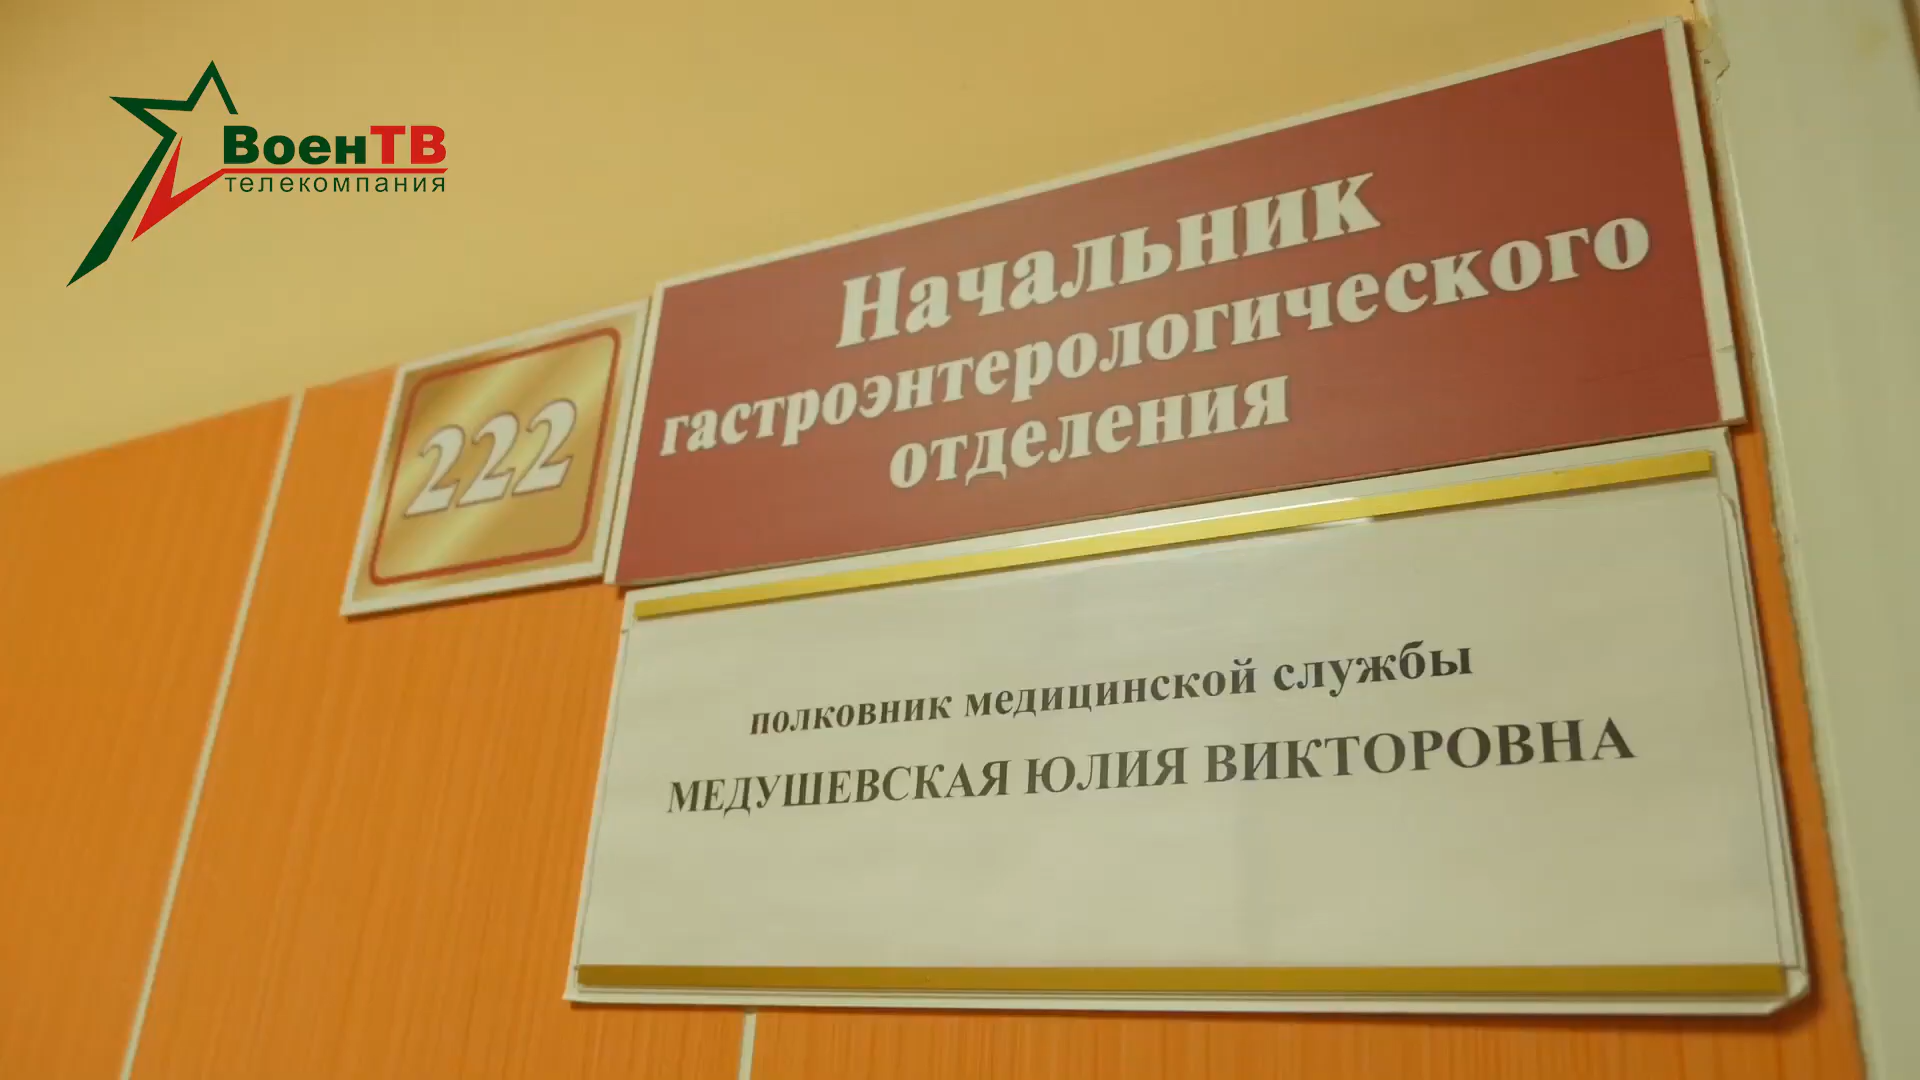 ВоенТВ
телекомпания
222
Начальник
гастроэнтерологического
отделения
полковник медицинской службы
МЕДУШЕВСКАЯ ЮЛИЯ ВИКТОРОВНА